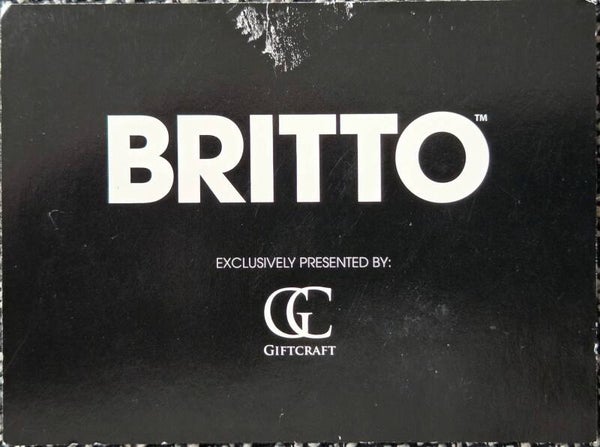 BRITTO™
EXCLUSIVELY PRESENTED BY:
GC
GIFTCRAFT